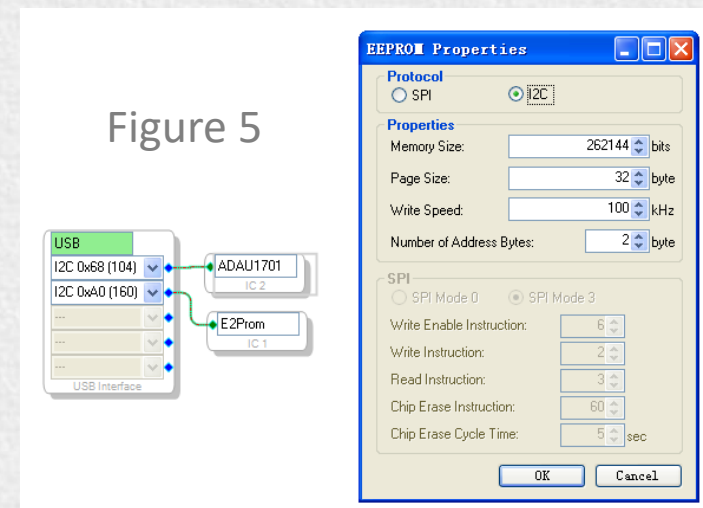 Figure 5
USB
I2C 0x68 (104)
I2C 0xA0 (160)
---
---
---
USB Interface
ADAU1701
IC 2
E2Prom
IC 1
EEPROM Properties
Protocol
SPI
I2C
Properties
Memory Size: 262144 bits
Page Size: 32 byte
Write Speed: 100 kHz
Number of Address Bytes: 2 byte
SPI
SPI Mode 0 SPI Mode 3
Write Enable Instruction: 6
Write Instruction: 2
Read Instruction: 3
Chip Erase Instruction: 60
Chip Erase Cycle Time: 5 sec
OK Cancel